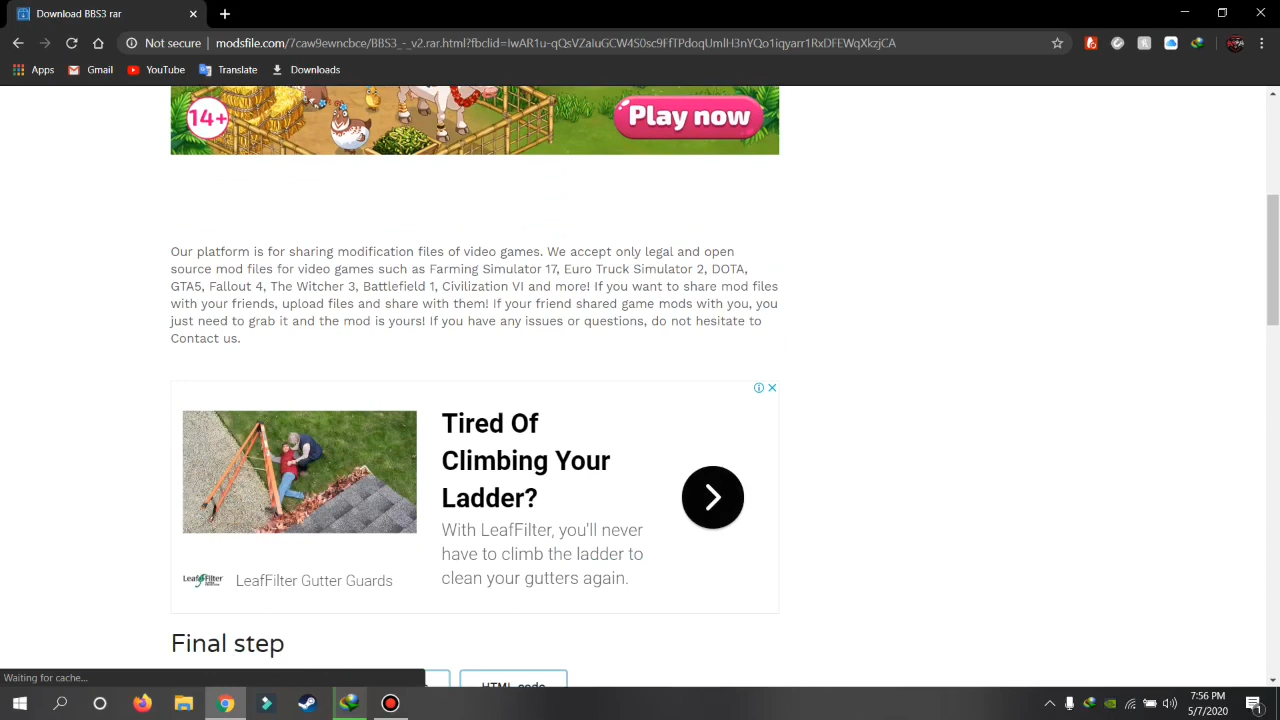 Download BBS3 rar
Not secure | modsfile.com/7caw9ewncbce/BBS3_-_v2.rar.html?fbclid=IwAR1u-qQsVZaIuGCW4S0sc9FfTPdoqUmlH3nYQo1iqyarr1RxDFEWqXkzjCA
Apps Gmail YouTube Translate Downloads
14+
Play now
Our platform is for sharing modification files of video games. We accept only legal and open
source mod files for video games such as Farming Simulator 17, Euro Truck Simulator 2, DOTA,
GTA5, Fallout 4, The Witcher 3, Battlefield 1, Civilization VI and more! If you want to share mod files
with your friends, upload files and share with them! If your friend shared game mods with you, you
just need to grab it and the mod is yours! If you have any issues or questions, do not hesitate to
Contact us.
Tired Of
Climbing Your
Ladder?
With LeafFilter, you'll never
have to climb the ladder to
clean your gutters again.
LeafFilter
LeafFilter Gutter Guards
Final step
HTML code
Waiting for cache...
7:56 PM
5/7/2020
1